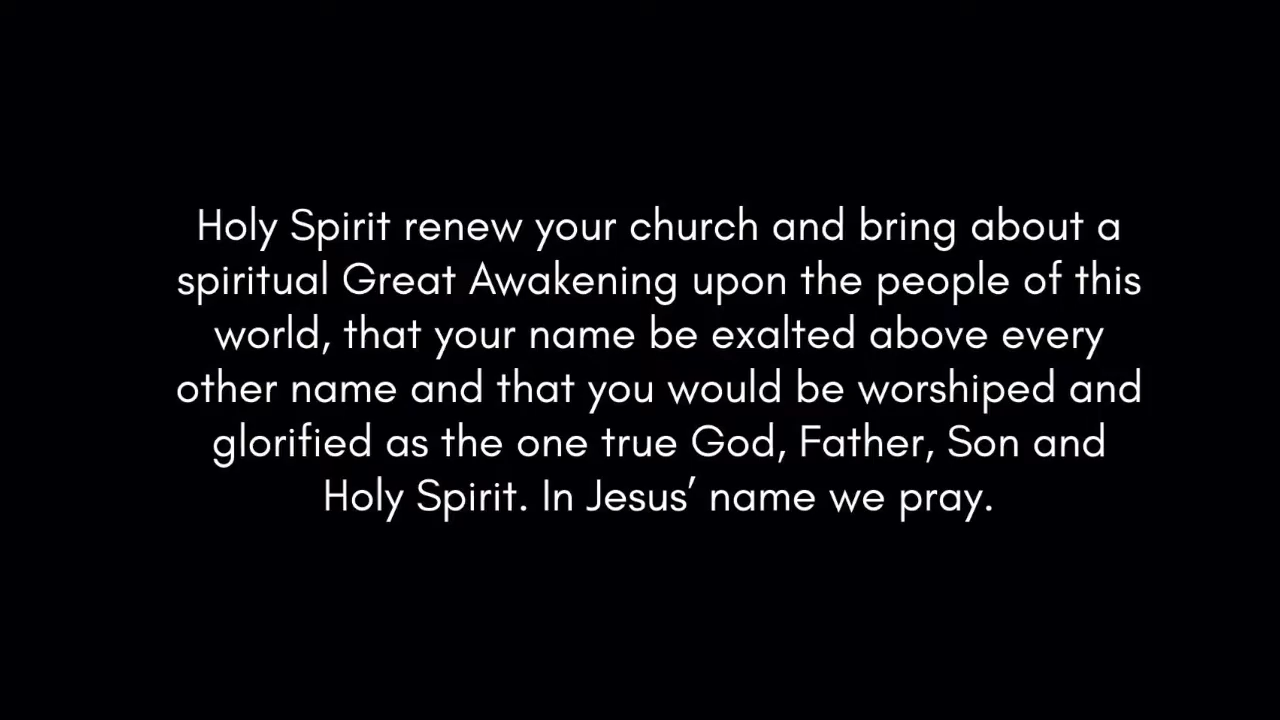 Holy Spirit renew your church and bring about a
spiritual Great Awakening upon the people of this
world, that your name be exalted above every
other name and that you would be worshiped and
glorified as the one true God, Father, Son and
Holy Spirit. In Jesus’ name we pray.